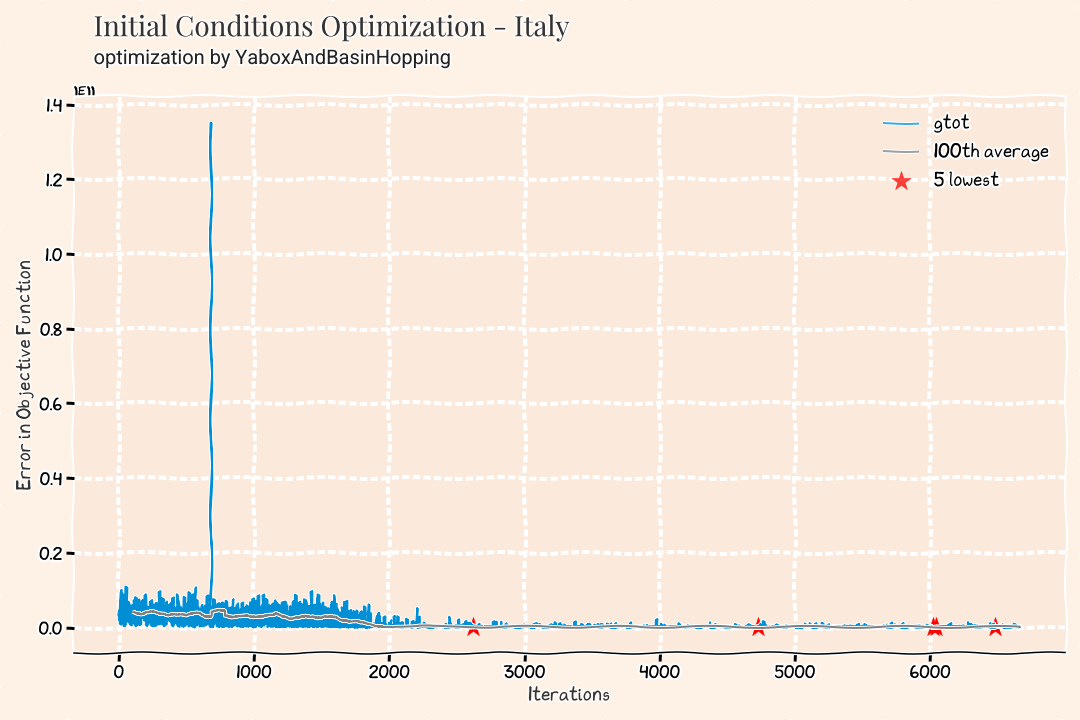 Initial Conditions Optimization - Italy
optimization by YaboxAndBasinHopping
1E11
1.4
1.2
1.0
0.8
0.6
0.4
0.2
0.0
Error in Objective Function
gtot
100th average
5 lowest
0 1000 2000 3000 4000 5000 6000
Iterations